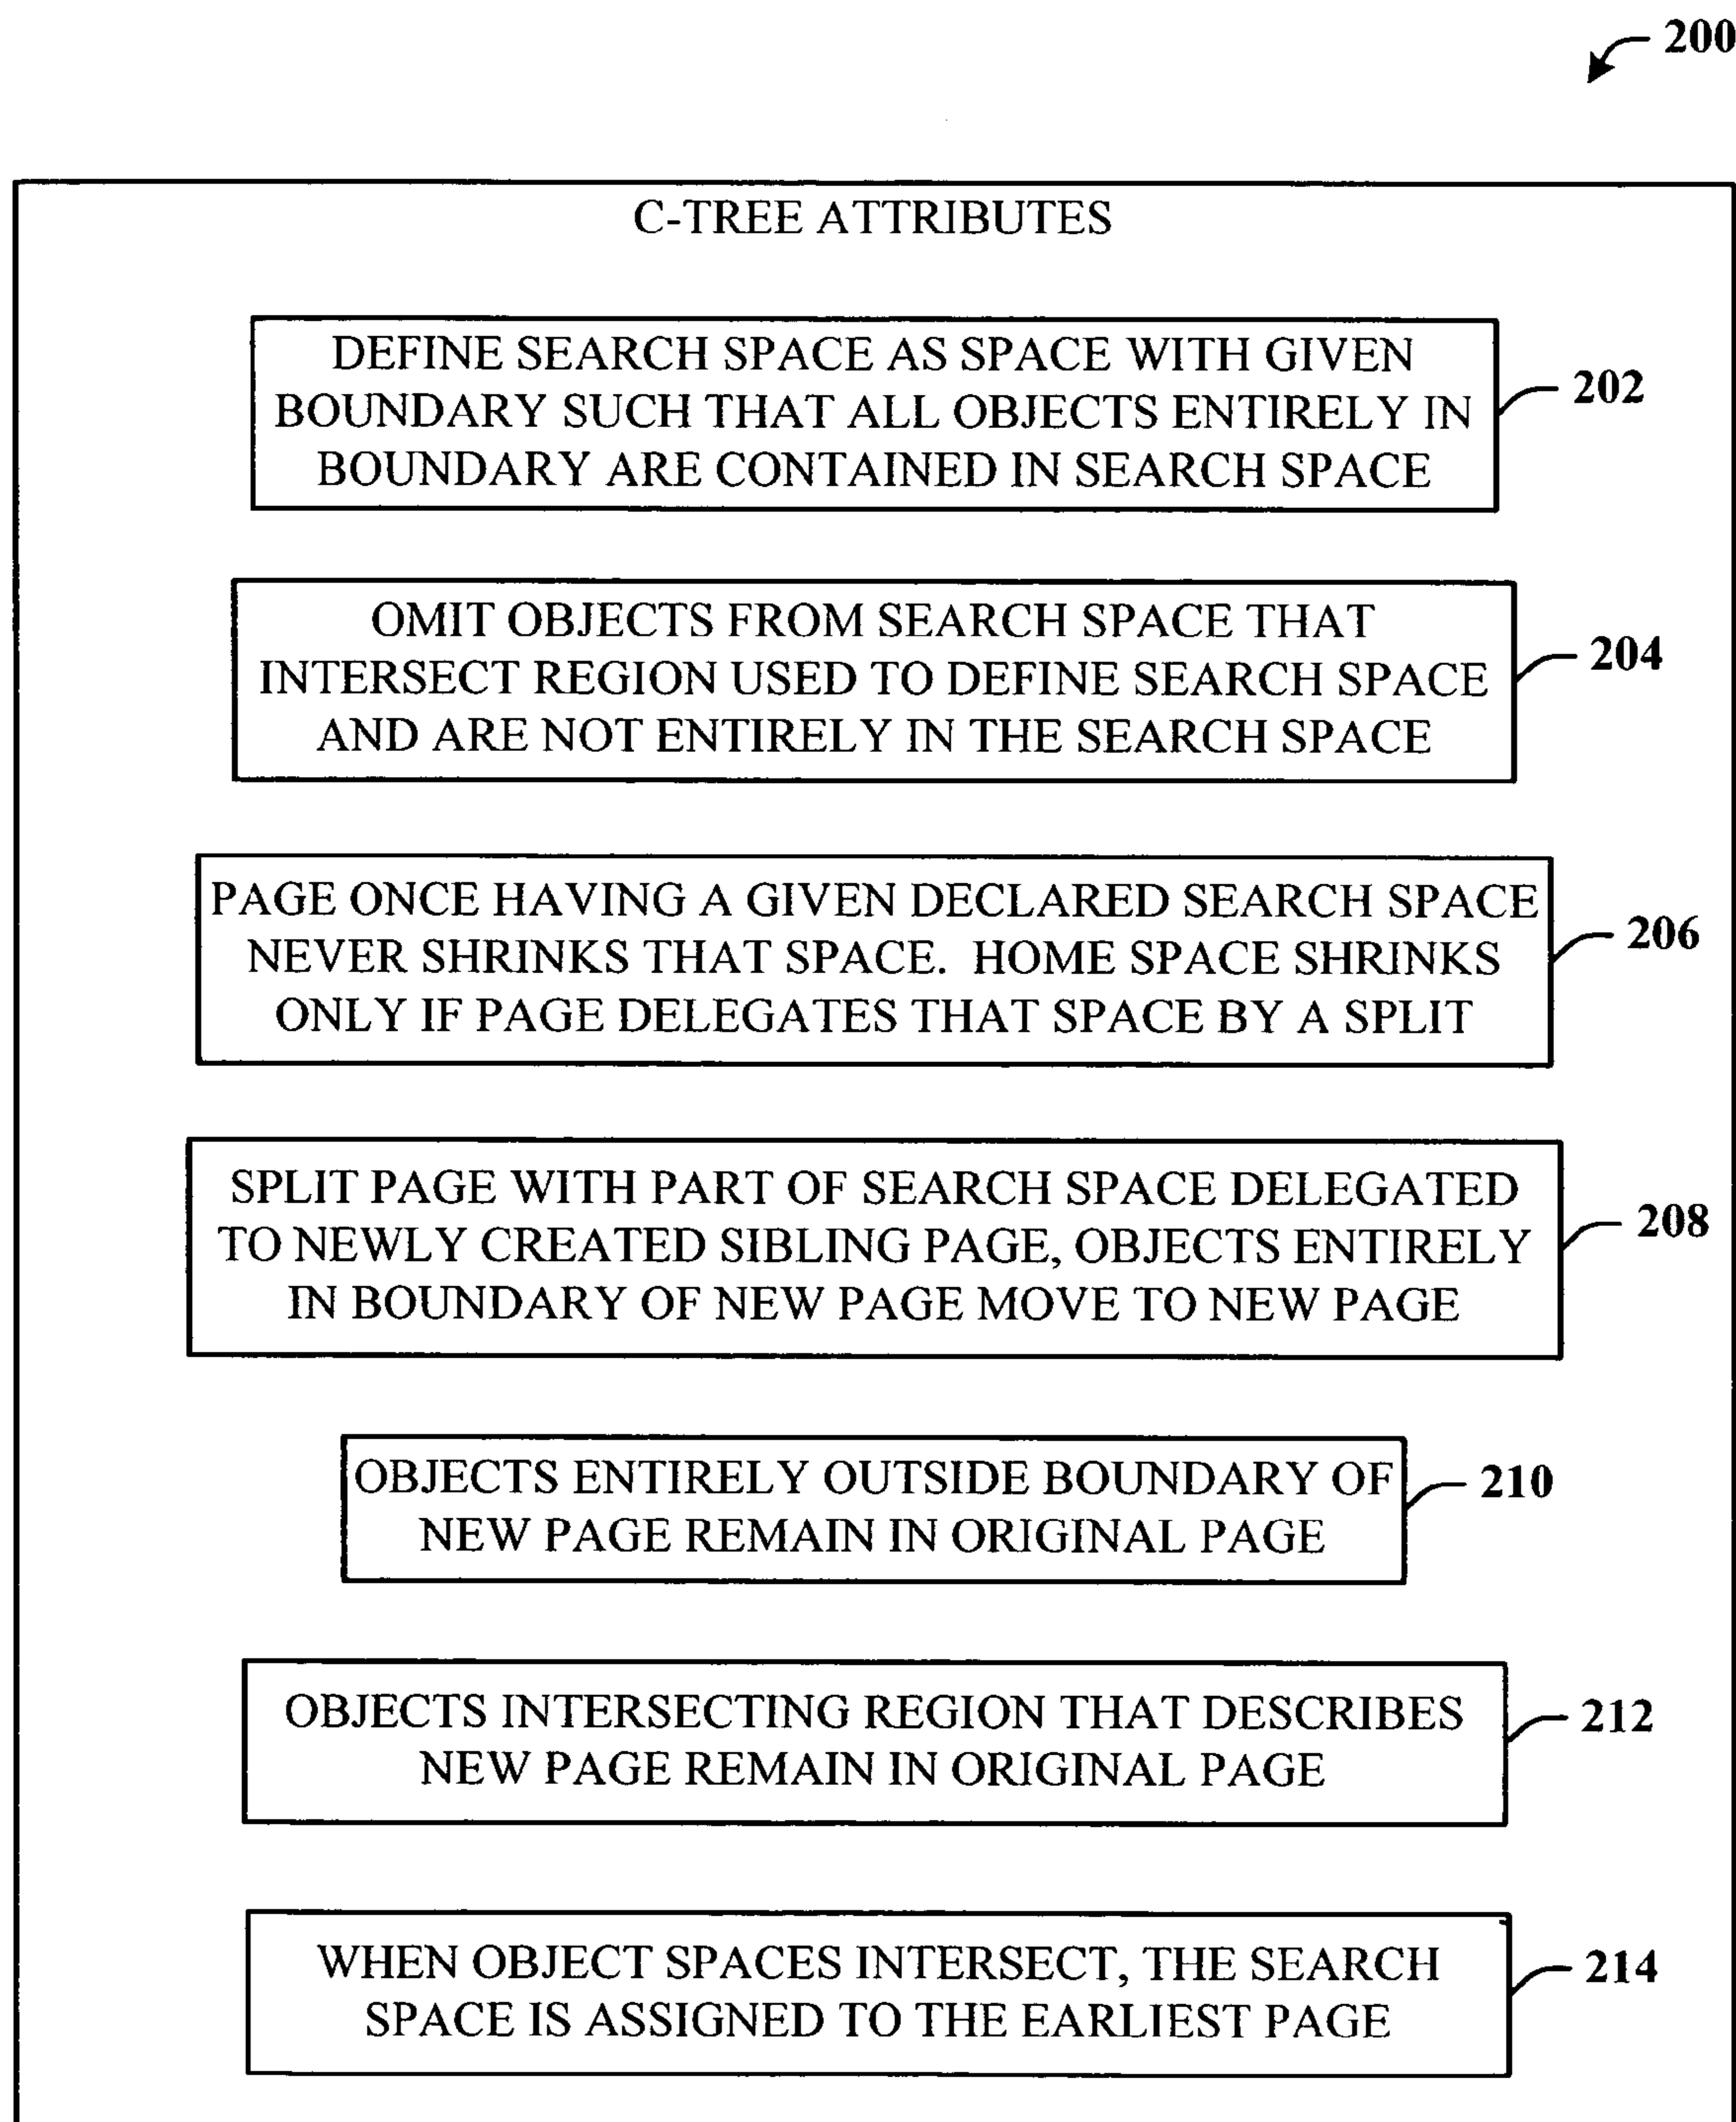 200
C-TREE ATTRIBUTES
DEFINE SEARCH SPACE AS SPACE WITH GIVEN
BOUNDARY SUCH THAT ALL OBJECTS ENTIRELY IN
BOUNDARY ARE CONTAINED IN SEARCH SPACE
202
OMIT OBJECTS FROM SEARCH SPACE THAT
INTERSECT REGION USED TO DEFINE SEARCH SPACE
AND ARE NOT ENTIRELY IN THE SEARCH SPACE
204
PAGE ONCE HAVING A GIVEN DECLARED SEARCH SPACE
NEVER SHRINKS THAT SPACE. HOME SPACE SHRINKS
ONLY IF PAGE DELEGATES THAT SPACE BY A SPLIT
206
SPLIT PAGE WITH PART OF SEARCH SPACE DELEGATED
TO NEWLY CREATED SIBLING PAGE, OBJECTS ENTIRELY
IN BOUNDARY OF NEW PAGE MOVE TO NEW PAGE
208
OBJECTS ENTIRELY OUTSIDE BOUNDARY OF
NEW PAGE REMAIN IN ORIGINAL PAGE
210
OBJECTS INTERSECTING REGION THAT DESCRIBES
NEW PAGE REMAIN IN ORIGINAL PAGE
212
WHEN OBJECT SPACES INTERSECT, THE SEARCH
SPACE IS ASSIGNED TO THE EARLIEST PAGE
214